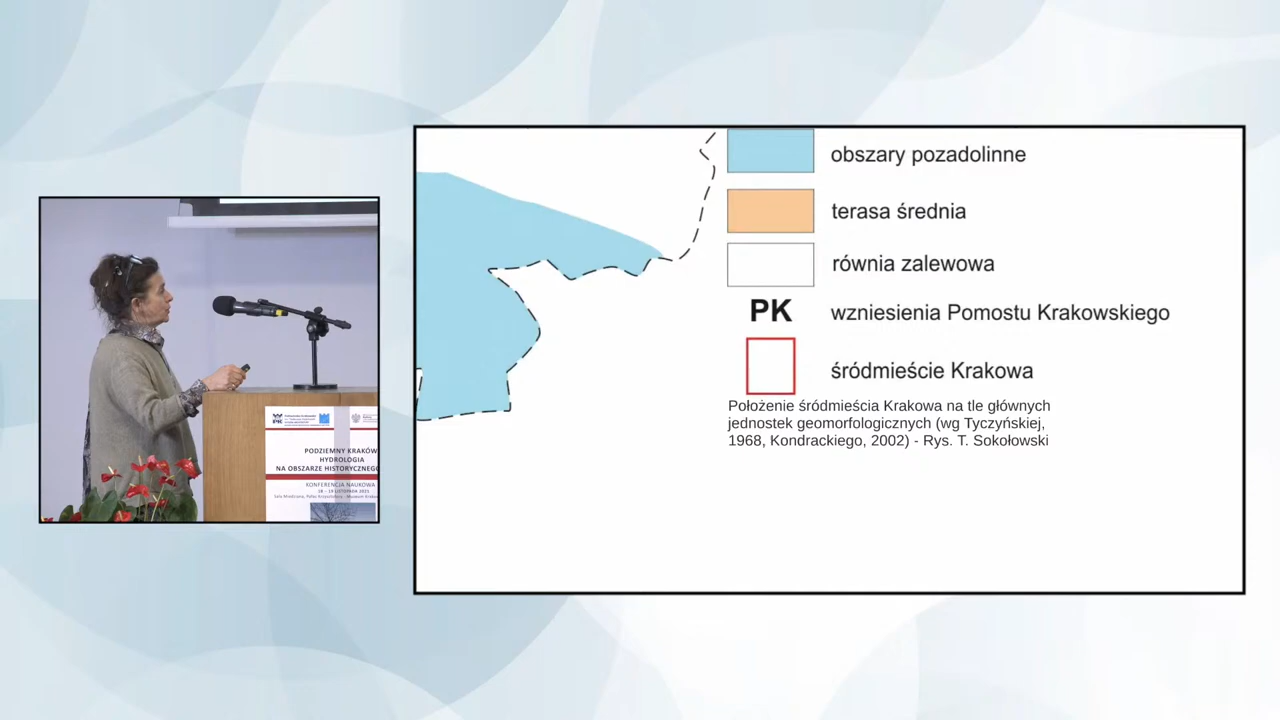 obszary pozadolinne
terasa średnia
równia zalewowa
PK wzniesienia Pomostu Krakowskiego
śródmieście Krakowa
Położenie śródmieścia Krakowa na tle głównych
jednostek geomorfologicznych (wg Tyczyńskiej,
1968, Kondrackiego, 2002) - Rys. T. Sokołowski
PODZIEMNY KRAKÓW
HYDROLOGIA
NA OBSZARZE HISTORYCZNEGO
KONFERENCJA NAUKOWA